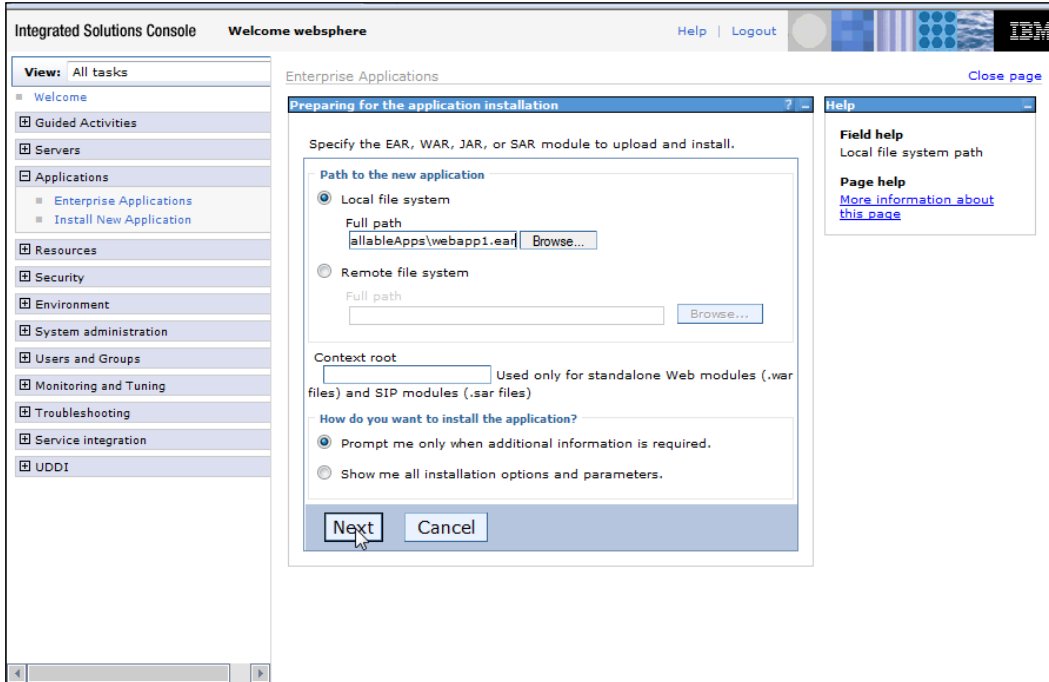 Integrated Solutions Console Welcome websphere Help | Logout IBM
View: All tasks
Welcome
Guided Activities
Servers
Applications
Enterprise Applications
Install New Application
Resources
Security
Environment
System administration
Users and Groups
Monitoring and Tuning
Troubleshooting
Service integration
UDDI
Enterprise Applications Close page
Preparing for the application installation ? –
Specify the EAR, WAR, JAR, or SAR module to upload and install.
Path to the new application
Local file system
Full path
allableApps\webapp1.ear Browse...
Remote file system
Full path
Browse...
Context root
Used only for standalone Web modules (.war
files) and SIP modules (.sar files)
How do you want to install the application?
Prompt me only when additional information is required.
Show me all installation options and parameters.
Next Cancel
Help –
Field help
Local file system path
Page help
More information about
this page